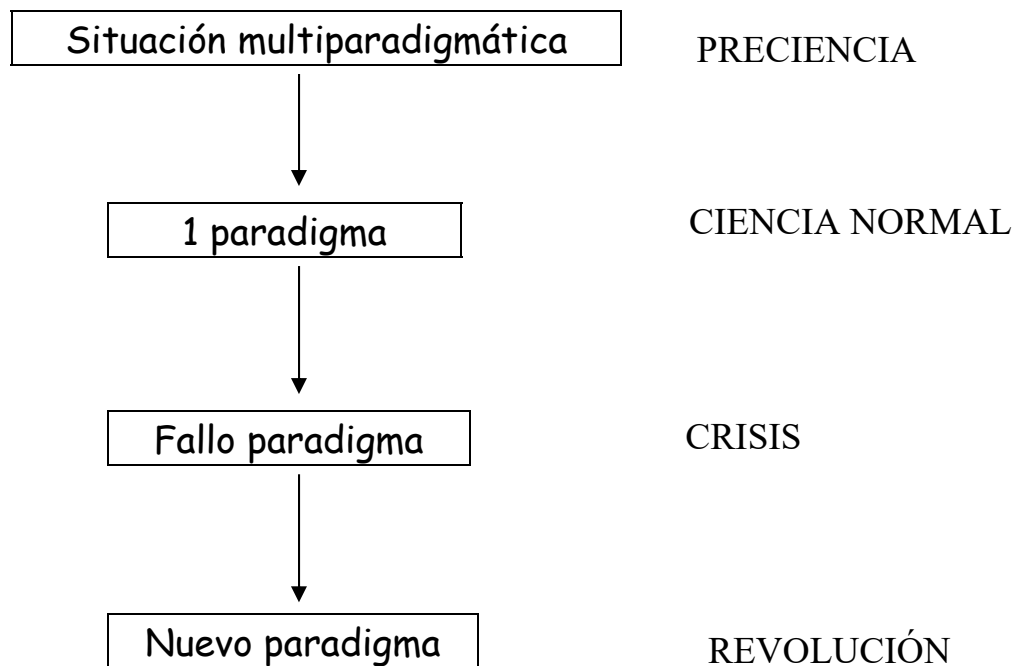 Situación multiparadigmática
PRECIENCIA
1 paradigma
CIENCIA NORMAL
Fallo paradigma
CRISIS
Nuevo paradigma
REVOLUCIÓN